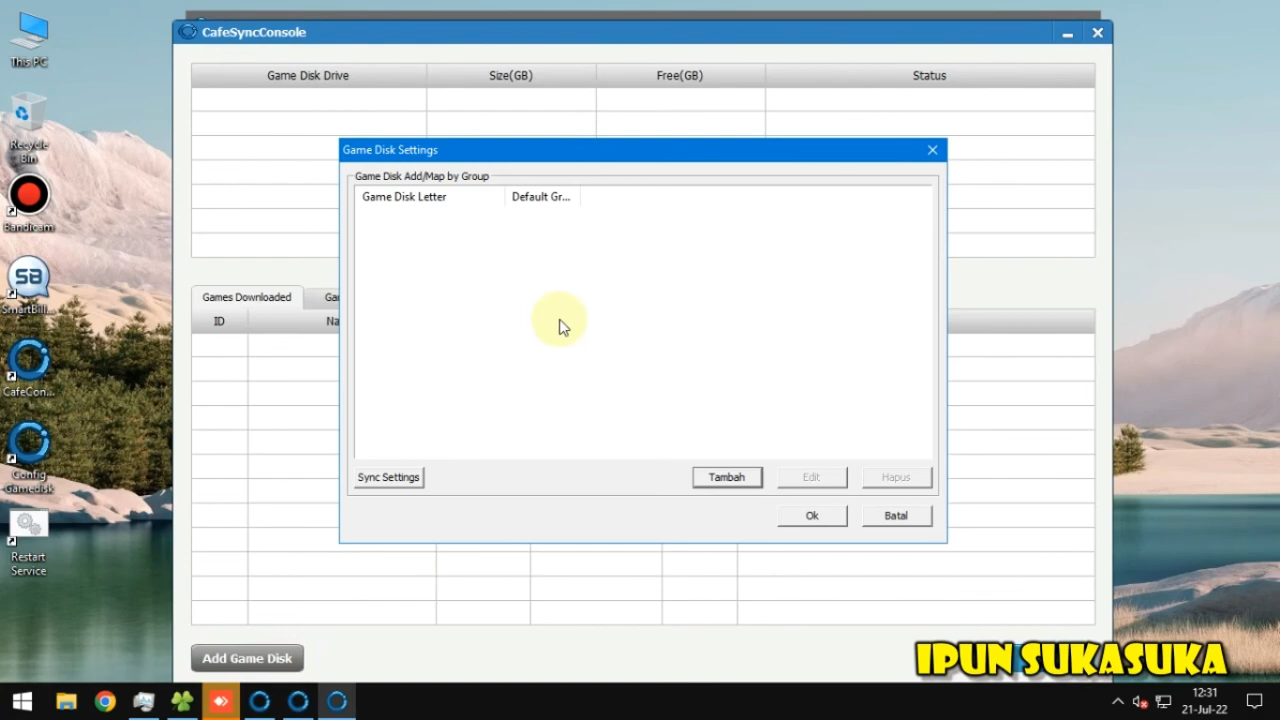 This PC
Recycle
Bin
Bandicam
SmartBill...
CafeCon...
Config
Gamedisk
Restart
Service
CafeSyncConsole
Game Disk Drive
Size(GB)
Free(GB)
Status
Game Disk Settings
Game Disk Add/Map by Group
Game Disk Letter
Default Gr...
Sync Settings
Tambah
Edit
Hapus
Ok
Batal
Games Downloaded
Ga
ID
Na
Add Game Disk
IPUN SUKASUKA
12:31
21-Jul-22